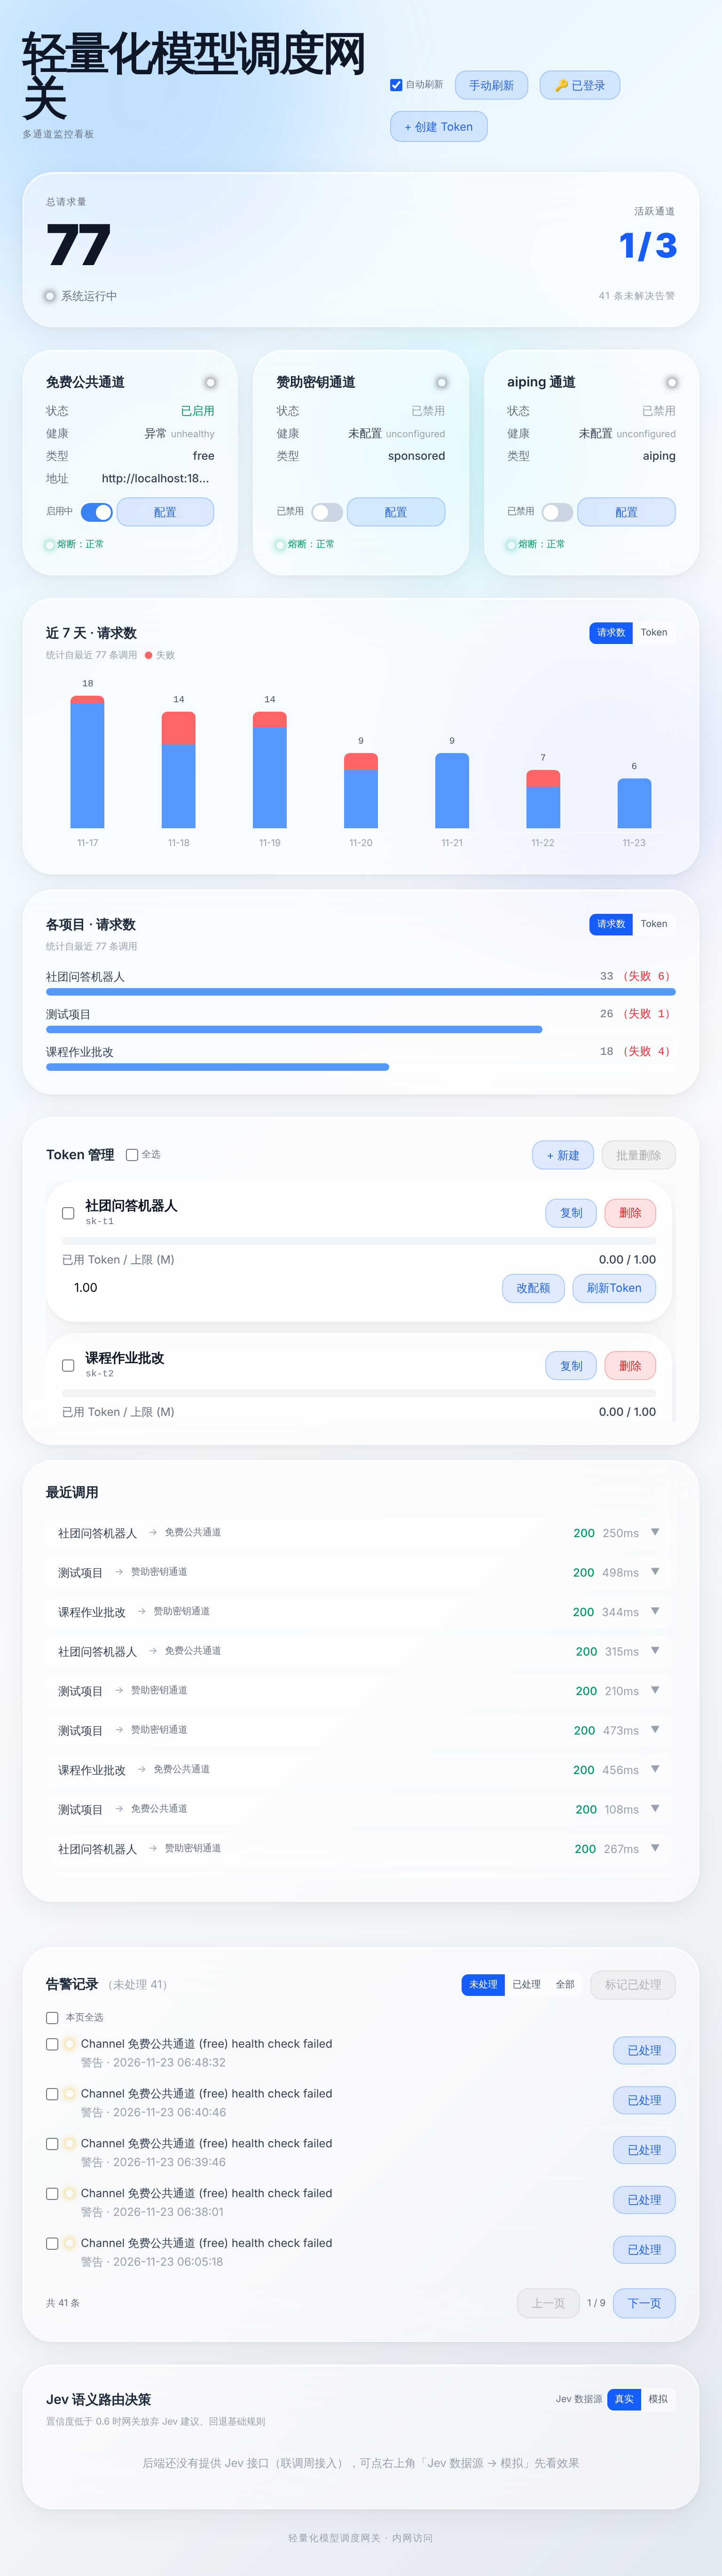 轻量化模型调度网
关
多通道监控看板
自动刷新 手动刷新 🔑 已登录
+ 创建 Token
总请求量
77
系统运行中
活跃通道
1/3
41 条未解决告警
免费公共通道
状态 已启用
健康 异常 unhealthy
类型 free
地址 http://localhost:18...
启用中 配置
熔断：正常
赞助密钥通道
状态 已禁用
健康 未配置 unconfigured
类型 sponsored
已禁用 配置
熔断：正常
aiping 通道
状态 已禁用
健康 未配置 unconfigured
类型 aiping
已禁用 配置
熔断：正常
近 7 天 · 请求数 请求数 Token
统计自最近 77 条调用 失败
18 14 14 9 9 7 6
11-17 11-18 11-19 11-20 11-21 11-22 11-23
各项目 · 请求数 请求数 Token
统计自最近 77 条调用
社团问答机器人 33 （失败 6）
测试项目 26 （失败 1）
课程作业批改 18 （失败 4）
Token 管理 全选 + 新建 批量删除
社团问答机器人 复制 删除
sk-t1
已用 Token / 上限 (M) 0.00 / 1.00
1.00 改配额 刷新Token
课程作业批改 复制 删除
sk-t2
已用 Token / 上限 (M) 0.00 / 1.00
最近调用
社团问答机器人 → 免费公共通道 200 250ms ▼
测试项目 → 赞助密钥通道 200 498ms ▼
课程作业批改 → 赞助密钥通道 200 344ms ▼
社团问答机器人 → 免费公共通道 200 315ms ▼
测试项目 → 赞助密钥通道 200 210ms ▼
测试项目 → 赞助密钥通道 200 473ms ▼
课程作业批改 → 免费公共通道 200 456ms ▼
测试项目 → 免费公共通道 200 108ms ▼
社团问答机器人 → 赞助密钥通道 200 267ms ▼
告警记录 （未处理 41） 未处理 已处理 全部 标记已处理
本页全选
Channel 免费公共通道 (free) health check failed 已处理
警告 · 2026-11-23 06:48:32
Channel 免费公共通道 (free) health check failed 已处理
警告 · 2026-11-23 06:40:46
Channel 免费公共通道 (free) health check failed 已处理
警告 · 2026-11-23 06:39:46
Channel 免费公共通道 (free) health check failed 已处理
警告 · 2026-11-23 06:38:01
Channel 免费公共通道 (free) health check failed 已处理
警告 · 2026-11-23 06:05:18
共 41 条 上一页 1 / 9 下一页
Jev 语义路由决策 Jev 数据源 真实 模拟
置信度低于 0.6 时网关放弃 Jev 建议、回退基础规则
后端还没有提供 Jev 接口（联调周接入），可点右上角「Jev 数据源 → 模拟」先看效果
轻量化模型调度网关 · 内网访问